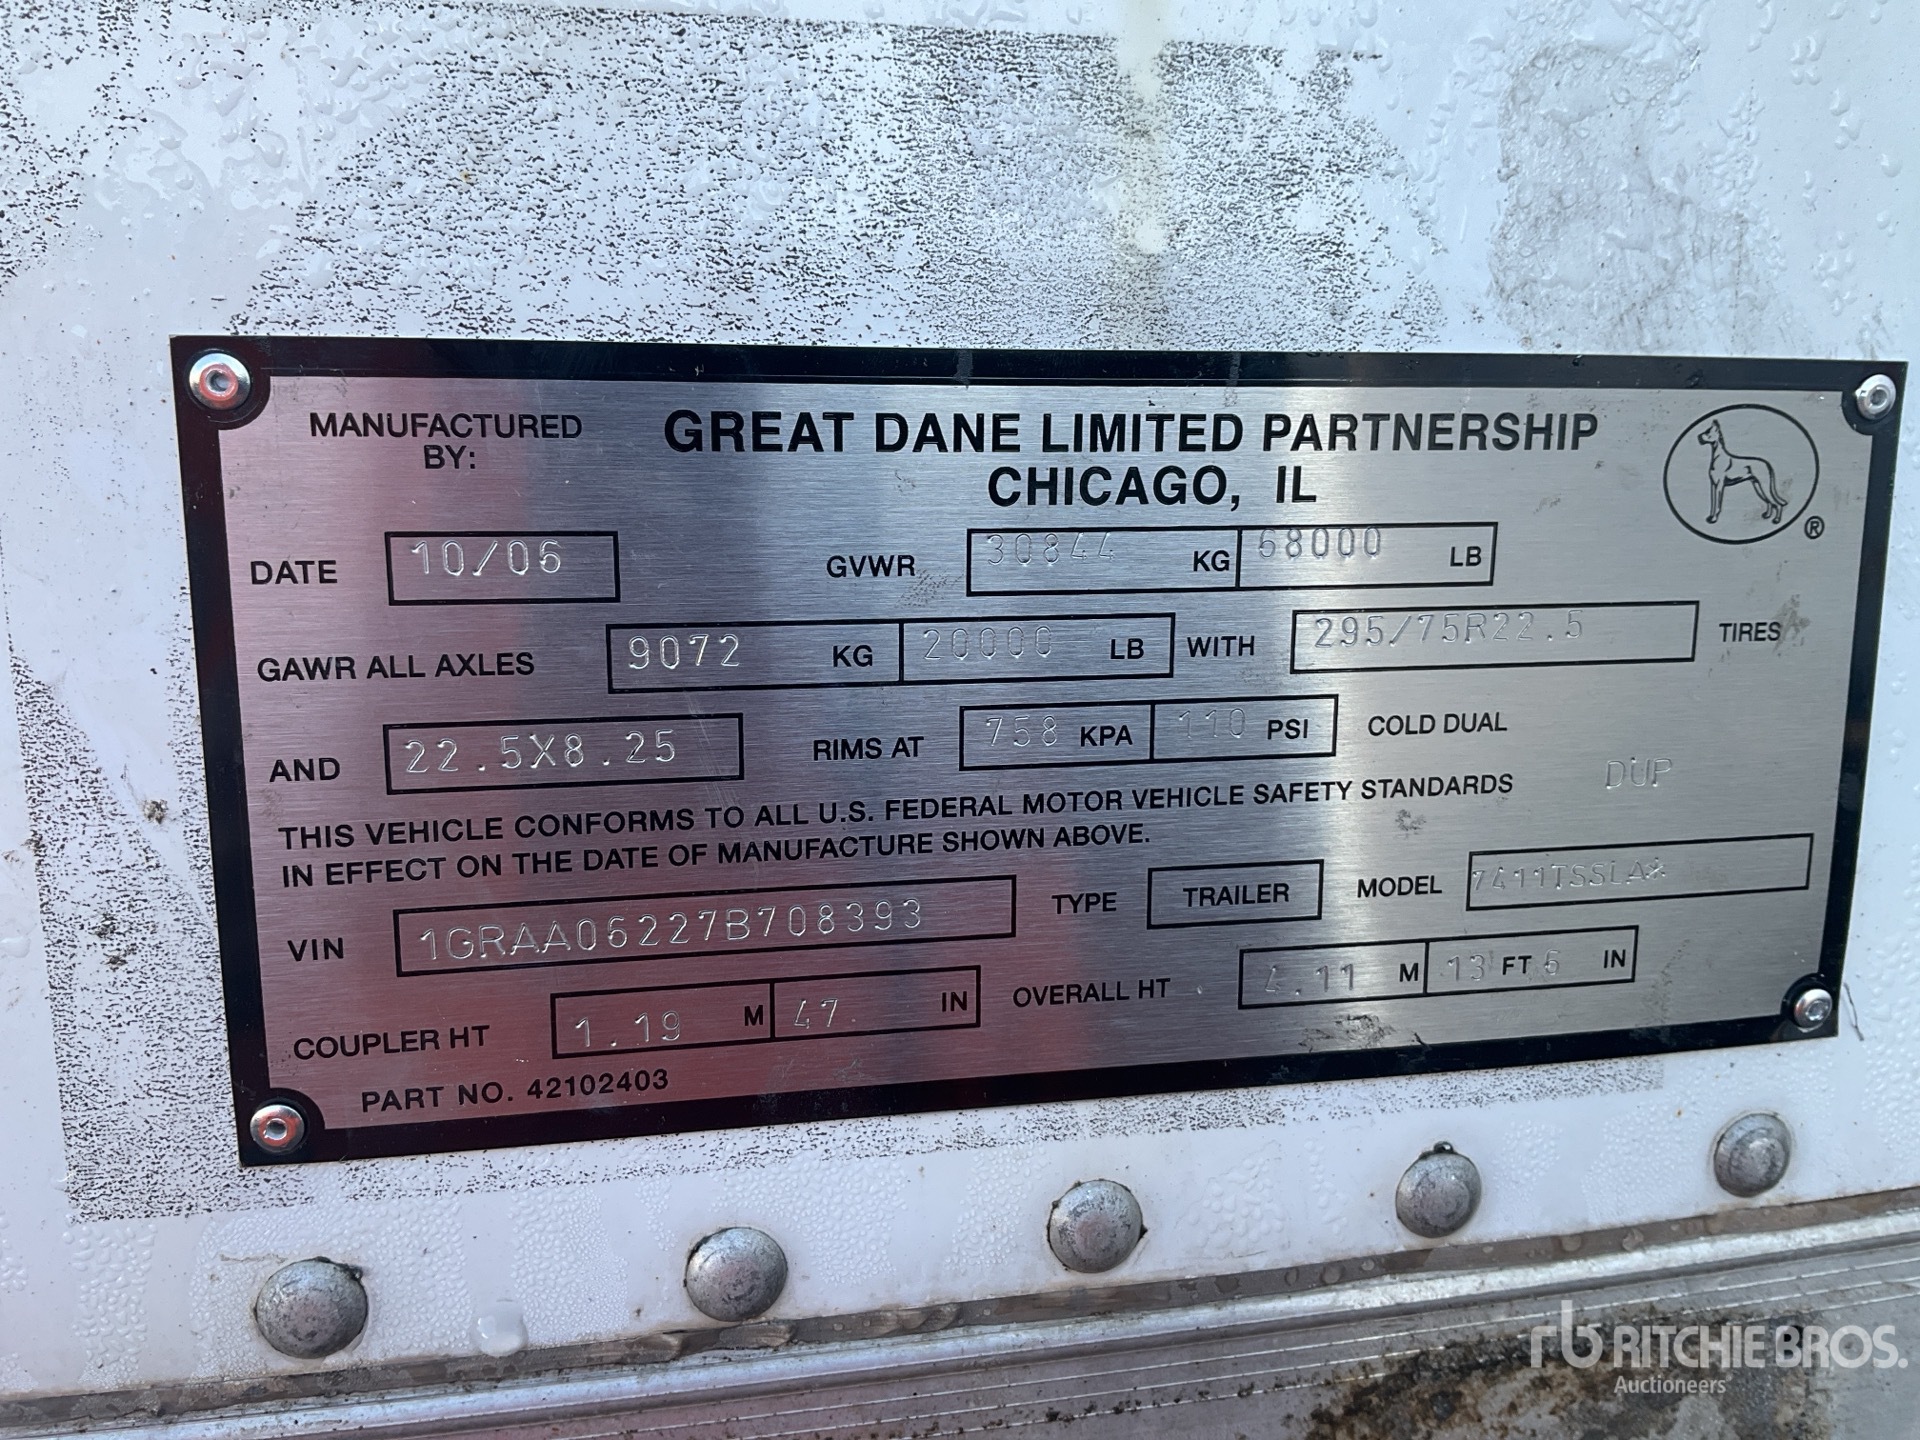 MANUFACTURED BY: GREAT DANE LIMITED PARTNERSHIP
CHICAGO, IL
®
DATE 10/06 GVWR 30844 KG 68000 LB
GAWR ALL AXLES 9072 KG 20000 LB WITH 295/75R22.5 TIRES
AND 22.5X8.25 RIMS AT 758 KPA 110 PSI COLD DUAL
THIS VEHICLE CONFORMS TO ALL U.S. FEDERAL MOTOR VEHICLE SAFETY STANDARDS DUP
IN EFFECT ON THE DATE OF MANUFACTURE SHOWN ABOVE.
VIN 1GRAA06227B708393 TYPE TRAILER MODEL 7411TSSLA*
COUPLER HT 1.19 M 47. IN OVERALL HT 4.11 M 13 FT 6 IN
PART NO. 42102403
rb RITCHIE BROS.
Auctioneers